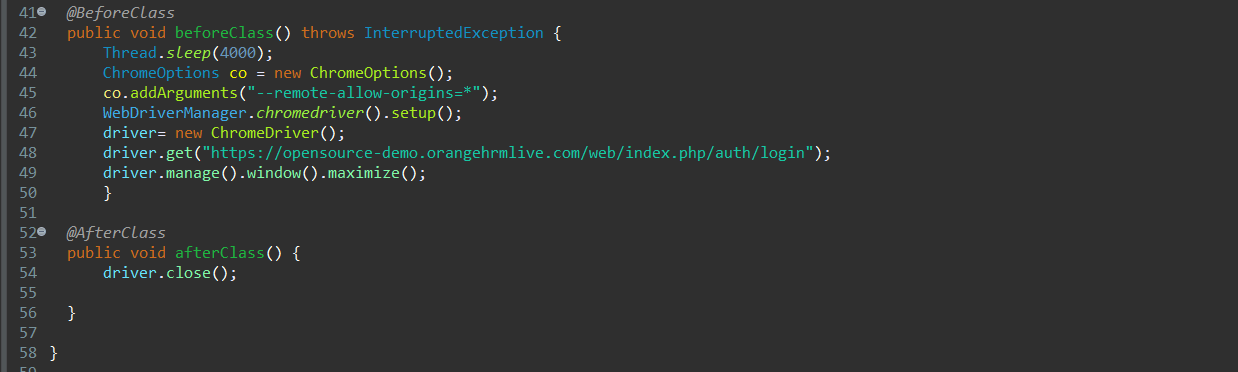 41 @BeforeClass
42 public void beforeClass() throws InterruptedException {
43 Thread.sleep(4000);
44 ChromeOptions co = new ChromeOptions();
45 co.addArguments("--remote-allow-origins=*");
46 WebDriverManager.chromedriver().setup();
47 driver= new ChromeDriver();
48 driver.get("https://opensource-demo.orangehrmlive.com/web/index.php/auth/login");
49 driver.manage().window().maximize();
50 }
51
52 @AfterClass
53 public void afterClass() {
54 driver.close();
55
56 }
57
58 }